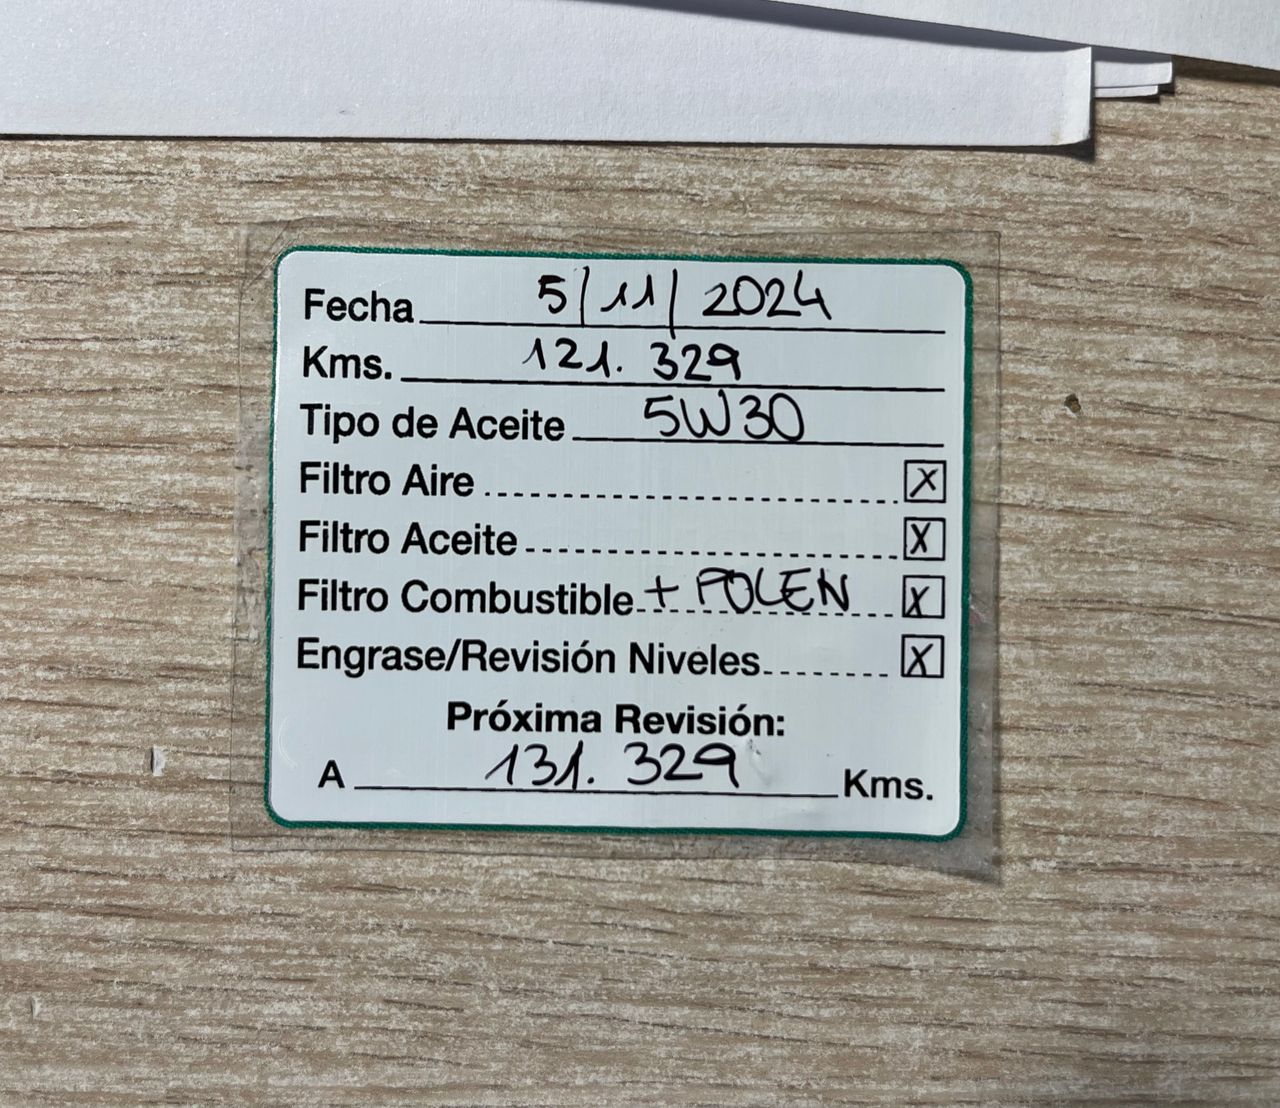 Fecha 5/11/2024
Kms. 121.329
Tipo de Aceite 5W30
Filtro Aire X
Filtro Aceite X
Filtro Combustible + POLEN X
Engrase/Revisión Niveles X
Próxima Revisión:
A 131.329 Kms.